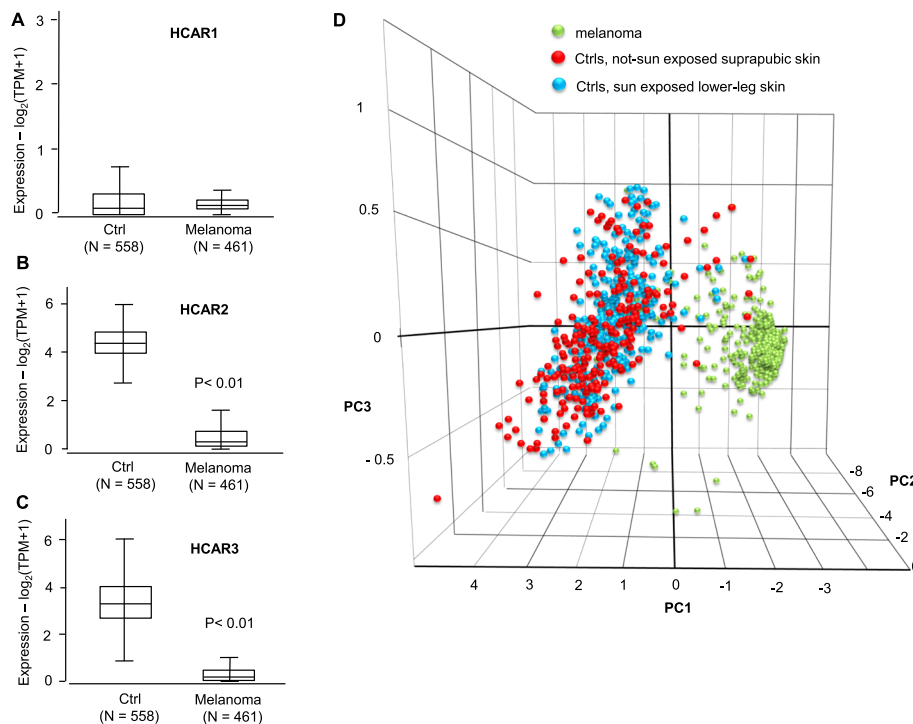 A
HCAR1
Expression – log2(TPM+1)
3
2
1
0
Ctrl
(N = 558)
Melanoma
(N = 461)
B
HCAR2
Expression – log2(TPM+1)
6
4
2
0
P< 0.01
Ctrl
(N = 558)
Melanoma
(N = 461)
C
HCAR3
Expression – log2(TPM+1)
6
4
2
0
P< 0.01
Ctrl
(N = 558)
Melanoma
(N = 461)
D
melanoma
Ctrls, not-sun exposed suprapubic skin
Ctrls, sun exposed lower-leg skin
1
0.5
0
PC3
- 0.5
4 3 2 1 0 -1 -2 -3
PC1
-8
PC2
-6
-4
-2